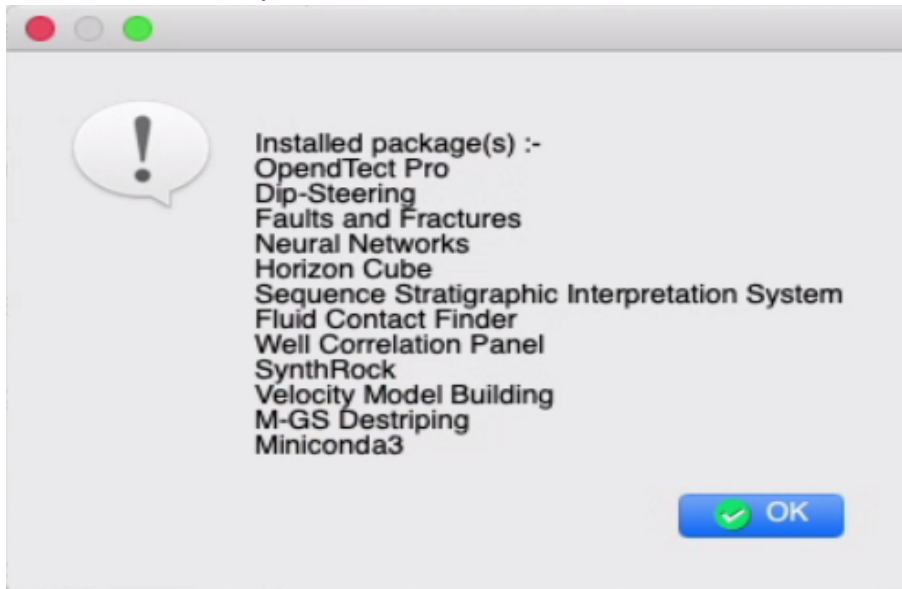 Installed package(s) :-
OpendTect Pro
Dip-Steering
Faults and Fractures
Neural Networks
Horizon Cube
Sequence Stratigraphic Interpretation System
Fluid Contact Finder
Well Correlation Panel
SynthRock
Velocity Model Building
M-GS Destriping
Miniconda3
OK